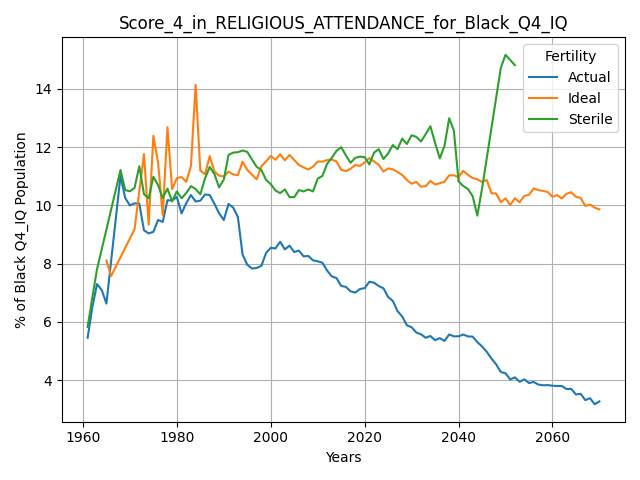 Score_4_in_RELIGIOUS_ATTENDANCE_for_Black_Q4_IQ
Fertility
Actual
Ideal
Sterile
% of Black Q4_IQ Population
14
12
10
8
6
4
1960 1980 2000 2020 2040 2060
Years